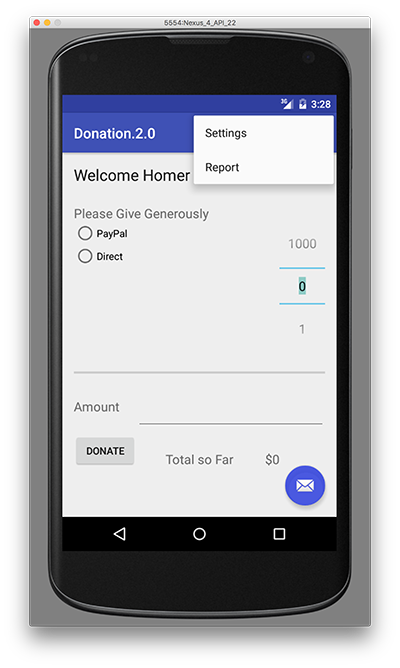 5554:Nexus_4_API_22
3G 3:28
Donation.2.0
Settings
Report
Welcome Homer
Please Give Generously
PayPal
Direct
1000
0
1
Amount
DONATE
Total so Far $0